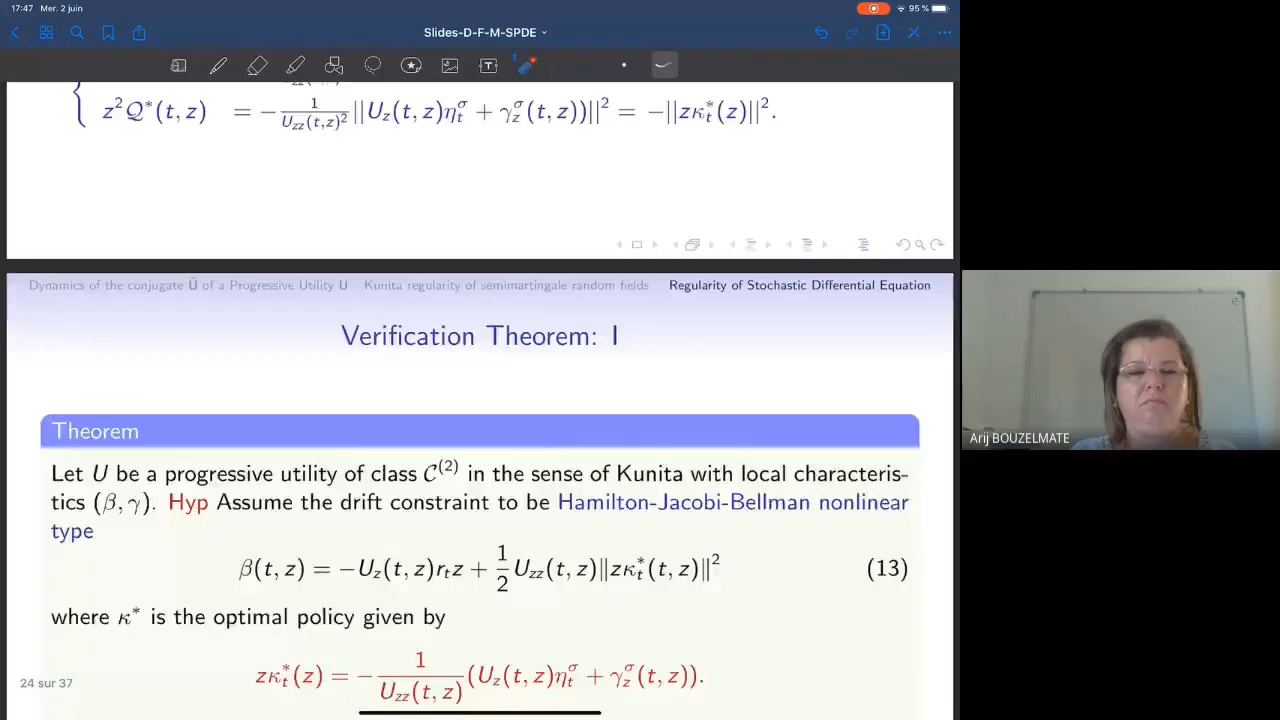 17:47 Mer. 2 juin
95 %
Slides-D-F-M-SPDE
z²Q*(t, z) = −1/U_zz(t,z)² ||U_z(t, z)η_t^σ + γ_z^σ(t, z))||² = −||zκ_t*(z)||².
Dynamics of the conjugate Ũ of a Progressive Utility U Kunita regularity of semimartingale random fields Regularity of Stochastic Differential Equation
Verification Theorem: I
Theorem
Let U be a progressive utility of class C^(2) in the sense of Kunita with local characteris-
tics (β, γ). Hyp Assume the drift constraint to be Hamilton-Jacobi-Bellman nonlinear
type
β(t, z) = −U_z(t, z)r_t z + 1/2 U_zz(t, z)‖zκ_t*(t, z)‖² (13)
where κ* is the optimal policy given by
zκ_t*(z) = −1/U_zz(t, z) (U_z(t, z)η_t^σ + γ_z^σ(t, z)).
24 sur 37
Arij BOUZELMATE